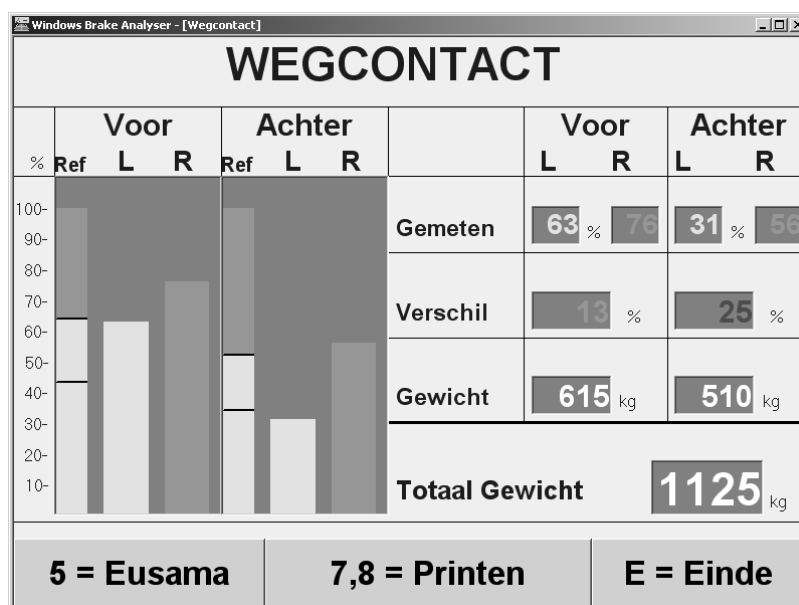 Windows Brake Analyser - [Wegcontact]
WEGCONTACT
Voor Achter Voor Achter
% Ref L R Ref L R L R L R
100-
90-
80-
70-
60-
50-
40-
30-
20-
10-
Gemeten 63 % 76 31 % 56
Verschil 13 % 25 %
Gewicht 615 kg 510 kg
Totaal Gewicht 1125 kg
5 = Eusama 7,8 = Printen E = Einde